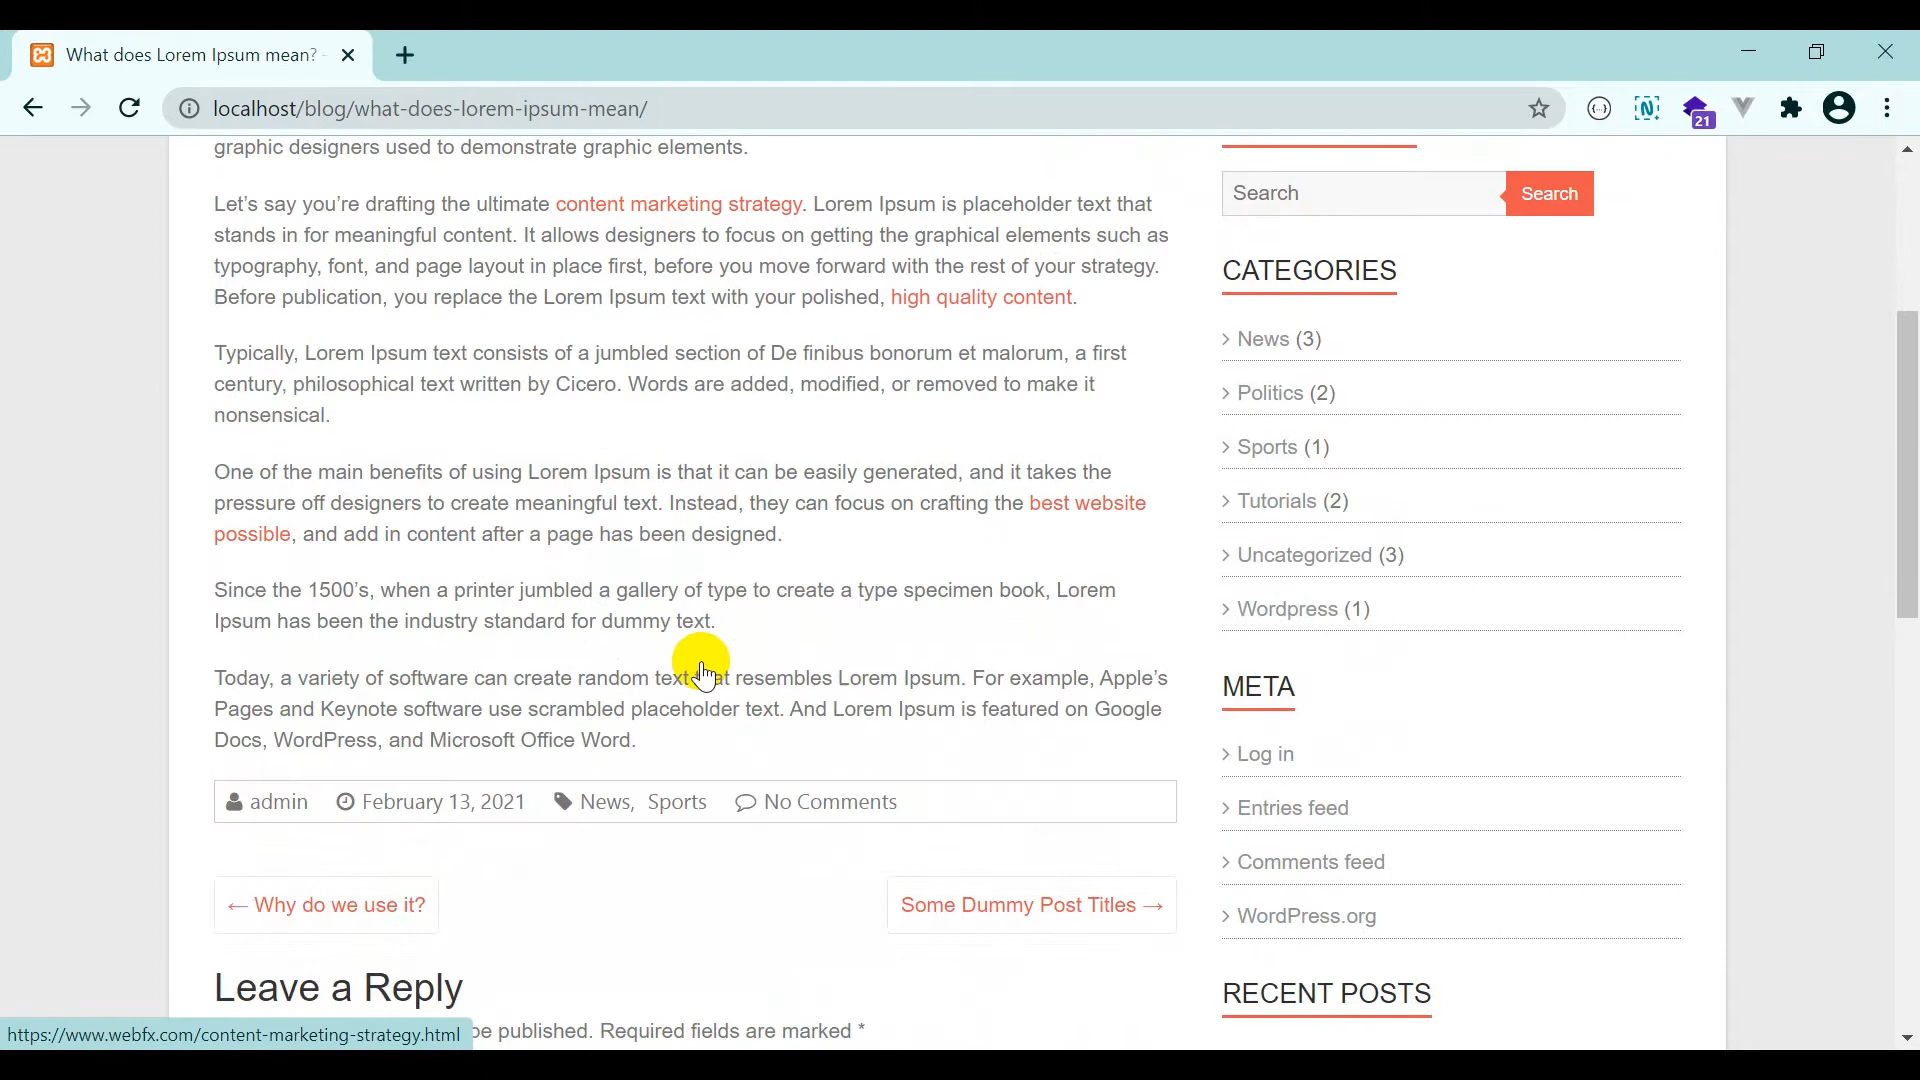 What does Lorem Ipsum mean? -
localhost/blog/what-does-lorem-ipsum-mean/
21
graphic designers used to demonstrate graphic elements.
Let’s say you’re drafting the ultimate content marketing strategy. Lorem Ipsum is placeholder text that
stands in for meaningful content. It allows designers to focus on getting the graphical elements such as
typography, font, and page layout in place first, before you move forward with the rest of your strategy.
Before publication, you replace the Lorem Ipsum text with your polished, high quality content.
Typically, Lorem Ipsum text consists of a jumbled section of De finibus bonorum et malorum, a first
century, philosophical text written by Cicero. Words are added, modified, or removed to make it
nonsensical.
One of the main benefits of using Lorem Ipsum is that it can be easily generated, and it takes the
pressure off designers to create meaningful text. Instead, they can focus on crafting the best website
possible, and add in content after a page has been designed.
Since the 1500’s, when a printer jumbled a gallery of type to create a type specimen book, Lorem
Ipsum has been the industry standard for dummy text.
Today, a variety of software can create random text that resembles Lorem Ipsum. For example, Apple’s
Pages and Keynote software use scrambled placeholder text. And Lorem Ipsum is featured on Google
Docs, WordPress, and Microsoft Office Word.
admin February 13, 2021 News, Sports No Comments
← Why do we use it?
Some Dummy Post Titles →
Leave a Reply
be published. Required fields are marked *
https://www.webfx.com/content-marketing-strategy.html
Search
Search
CATEGORIES
News (3)
Politics (2)
Sports (1)
Tutorials (2)
Uncategorized (3)
Wordpress (1)
META
Log in
Entries feed
Comments feed
WordPress.org
RECENT POSTS